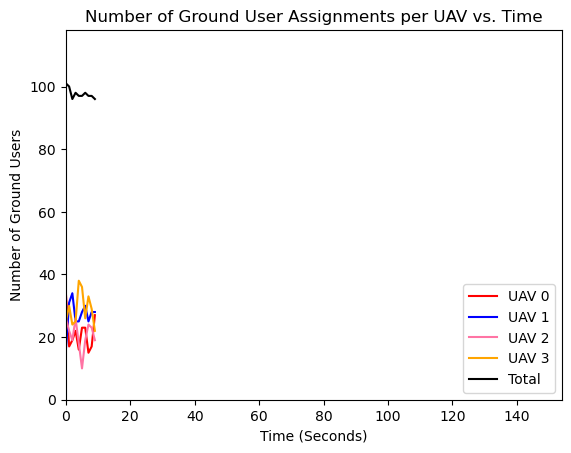 Number of Ground User Assignments per UAV vs. Time
Number of Ground Users
100
80
60
40
20
0
0 20 40 60 80 100 120 140
Time (Seconds)
UAV 0
UAV 1
UAV 2
UAV 3
Total